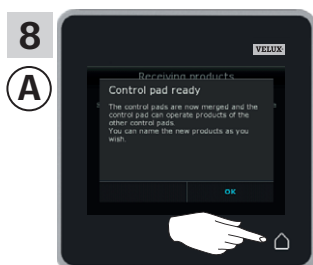 8
A
VELUX
Receiving products
Control pad ready
The control pads are now merged and the
control pad can operate products of the
other control pads.
You can name the new products as you
wish.
OK